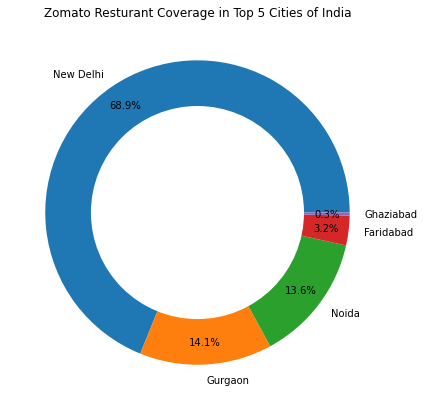 Zomato Resturant Coverage in Top 5 Cities of India
New Delhi
68.9%
0.3%
Ghaziabad
3.2%
Faridabad
13.6%
Noida
14.1%
Gurgaon